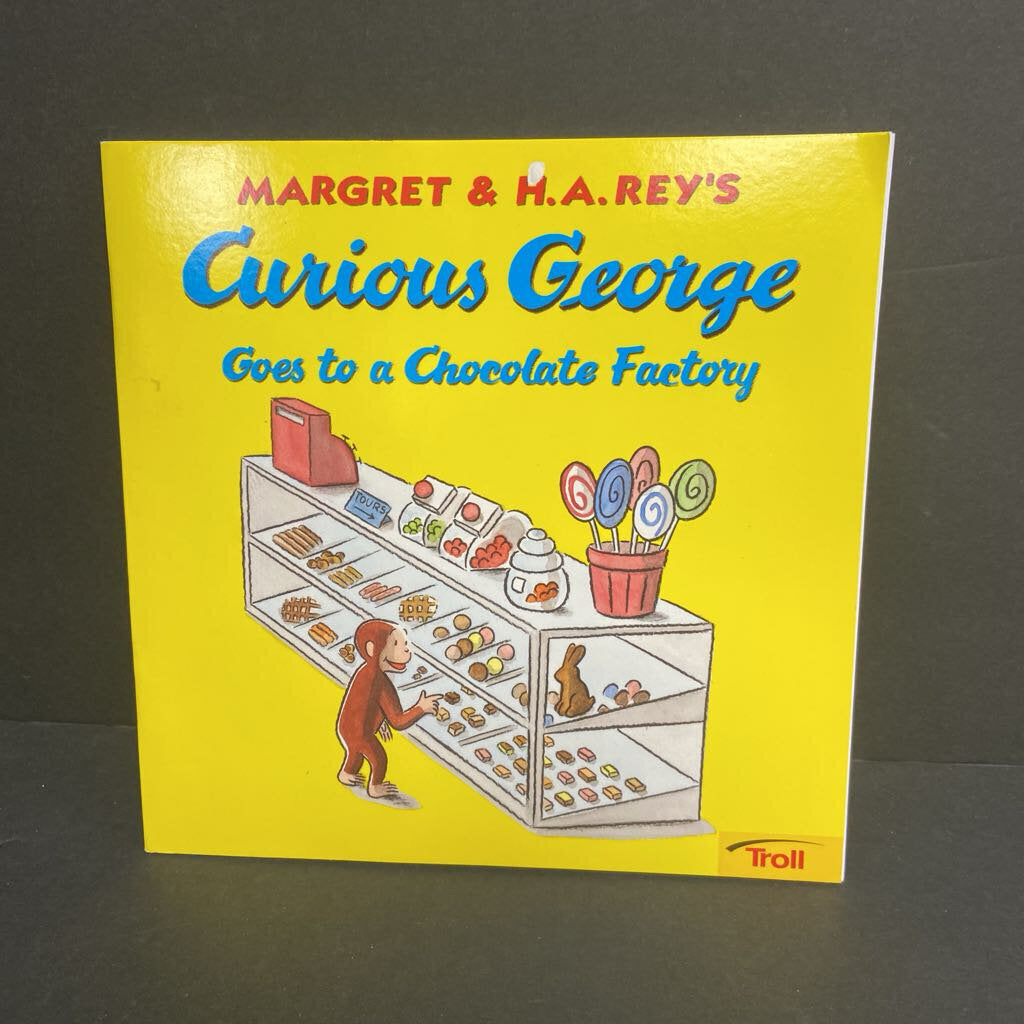 MARGRET & H.A. REY'S
Curious George
Goes to a Chocolate Factory
TOURS
Troll